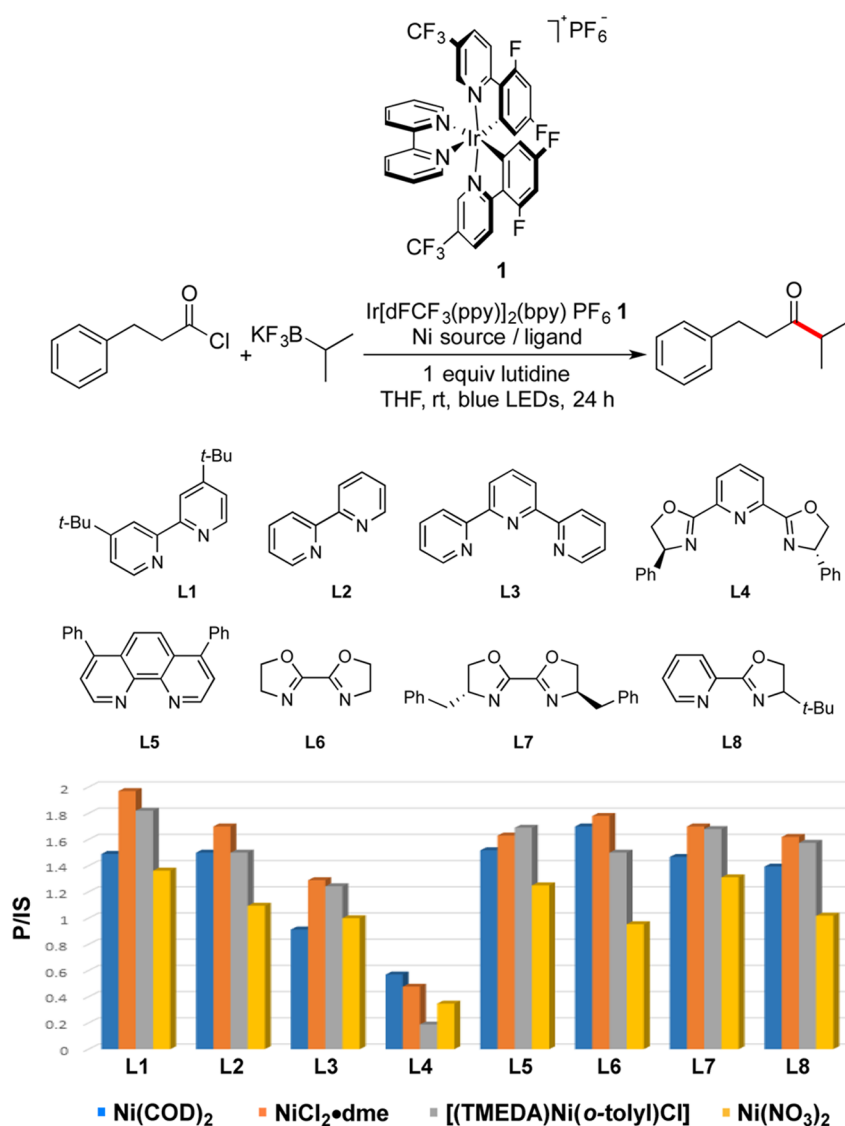 CF3
F
]+PF6−
N
N
F
Ir
F
N
N
F
CF3
1
O
Cl
+
KF3B
Ir[dFCF3(ppy)]2(bpy) PF6 1
Ni source / ligand
1 equiv lutidine
THF, rt, blue LEDs, 24 h
O
t-Bu
t-Bu
N
N
L1
N
N
L2
N
N
N
L3
O
N
O
N
N
Ph
Ph
L4
Ph
Ph
N
N
L5
O
O
N
N
L6
O
O
Ph
N
N
Ph
L7
O
N
N
t-Bu
L8
P/IS
2
1.8
1.6
1.4
1.2
1
0.8
0.6
0.4
0.2
0
L1 L2 L3 L4 L5 L6 L7 L8
Ni(COD)2 NiCl2•dme [(TMEDA)Ni(o-tolyl)Cl] Ni(NO3)2